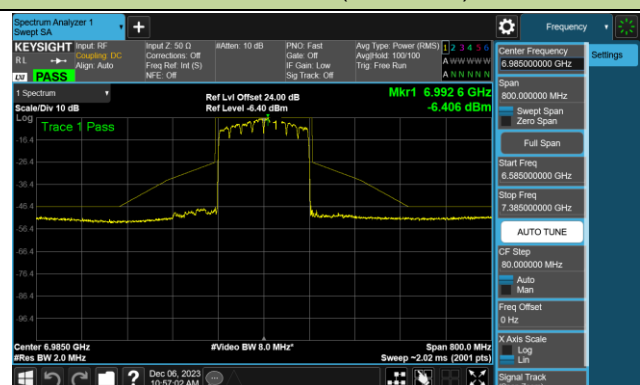 Spectrum Analyzer 1
Swept SA
Frequency
KEYSIGHT
RL
PASS
Input: RF
Coupling: DC
Align: Auto
Input Z: 50 Ω
Corrections: Off
Freq Ref: Int (S)
NFE: Off
#Atten: 10 dB
PNO: Fast
Gate: Off
IF Gain: Low
Sig Track: Off
Avg Type: Power (RMS)
Avg|Hold: 100/100
Trig: Free Run
1 2 3 4 5 6
A W W W W W
A N N N N N
1 Spectrum
Scale/Div 10 dB
Ref Lvl Offset 24.00 dB
Ref Level -6.40 dBm
Mkr1 6.992 6 GHz
-6.406 dBm
Log
Trace 1 Pass
-16.4
-26.4
-36.4
-46.4
-56.4
-66.4
-76.4
-86.4
-96.4
Center 6.9850 GHz
#Res BW 2.0 MHz
#Video BW 8.0 MHz*
Span 800.0 MHz
Sweep ~2.02 ms (2001 pts)
Dec 06, 2023
10:57:02 AM
Center Frequency
6.985000000 GHz
Settings
Span
800.000000 MHz
Swept Span
Zero Span
Full Span
Start Freq
6.585000000 GHz
Stop Freq
7.385000000 GHz
AUTO TUNE
CF Step
80.000000 MHz
Auto
Man
Freq Offset
0 Hz
X Axis Scale
Log
Lin
Signal Track